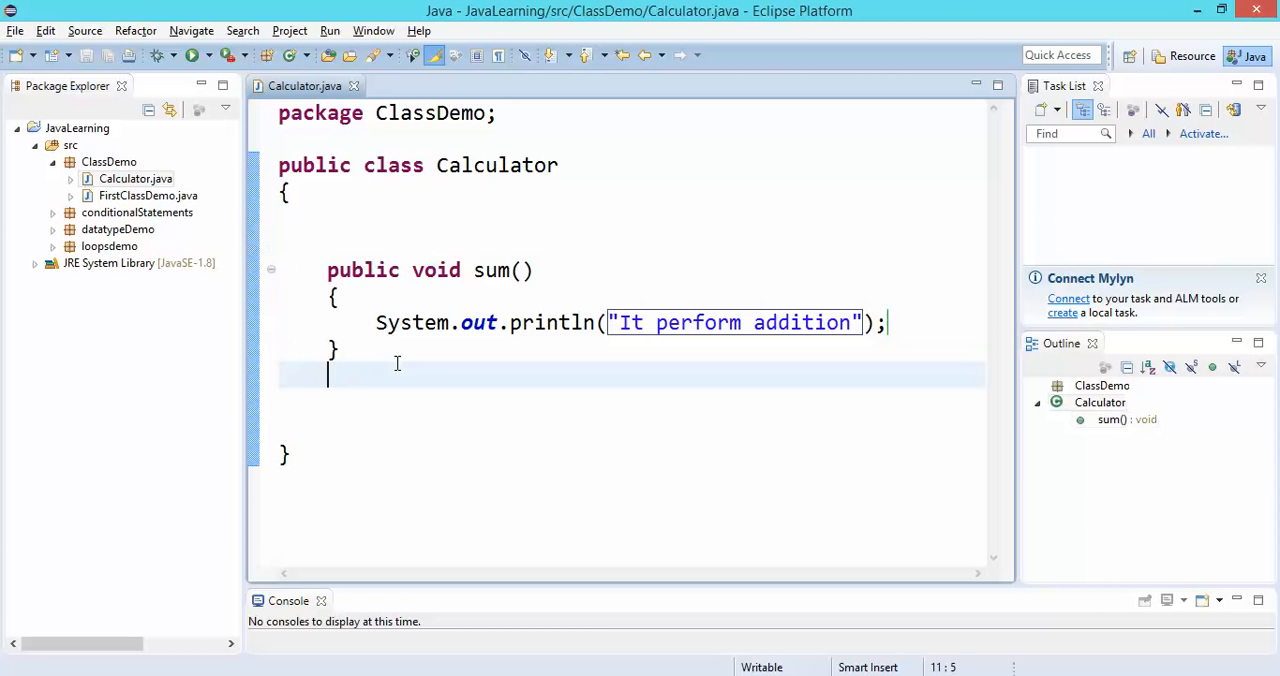 Java - JavaLearning/src/ClassDemo/Calculator.java - Eclipse Platform
File Edit Source Refactor Navigate Search Project Run Window Help
Quick Access Resource Java
Package Explorer
JavaLearning
src
ClassDemo
Calculator.java
FirstClassDemo.java
conditionalStatements
datatypeDemo
loopsdemo
JRE System Library [JavaSE-1.8]
Calculator.java
package ClassDemo;
public class Calculator
{
public void sum()
{
System.out.println("It perform addition");
}
}
Task List
Find All Activate...
Connect Mylyn
Connect to your task and ALM tools or
create a local task.
Outline
ClassDemo
Calculator
sum() : void
Console
No consoles to display at this time.
Writable Smart Insert 11 : 5